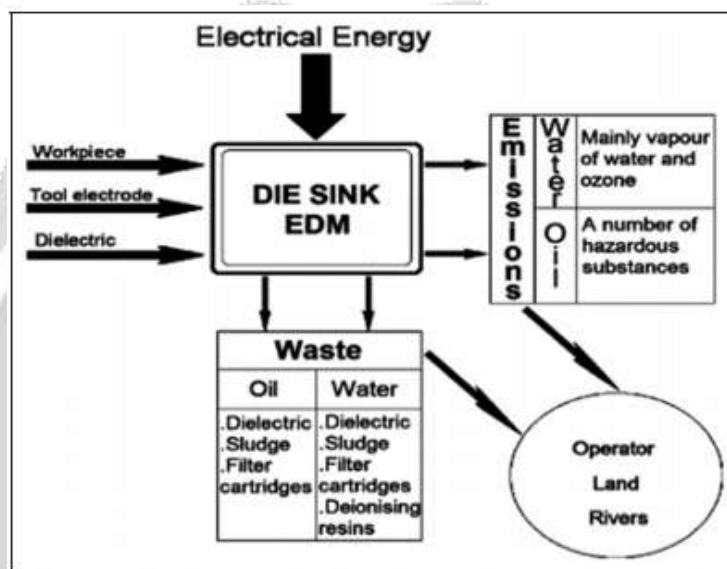 Electrical Energy
Workpiece
Tool electrode
Dielectric
DIE SINK
EDM
Emissions
Water
Mainly vapour
of water and
ozone
Oil
A number of
hazardous
substances
Waste
Oil
Water
.Dielectric
.Sludge
.Filter
cartridges
.Dielectric
.Sludge
.Filter
cartridges
.Deionising
resins
Operator
Land
Rivers